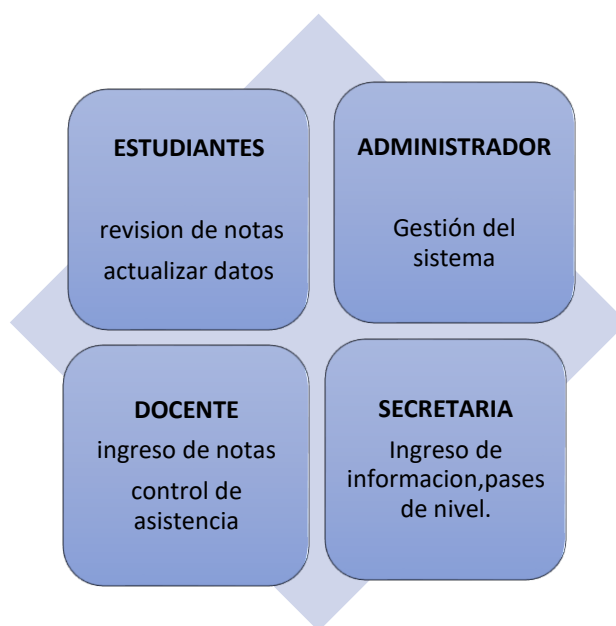 ESTUDIANTES
revision de notas
actualizar datos
ADMINISTRADOR
Gestión del
sistema
DOCENTE
ingreso de notas
control de
asistencia
SECRETARIA
Ingreso de
informacion,pases
de nivel.